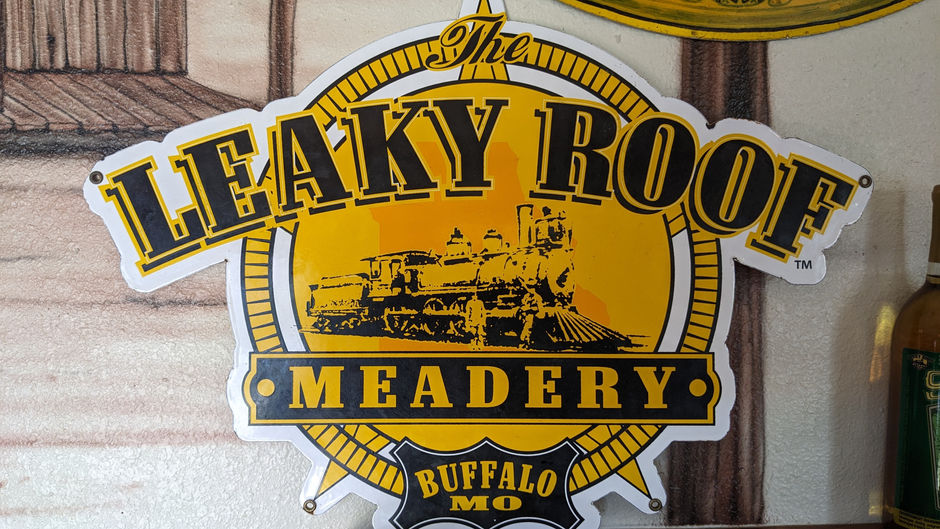 The
LEAKY ROOF
TM
MEADERY
BUFFALO
MO